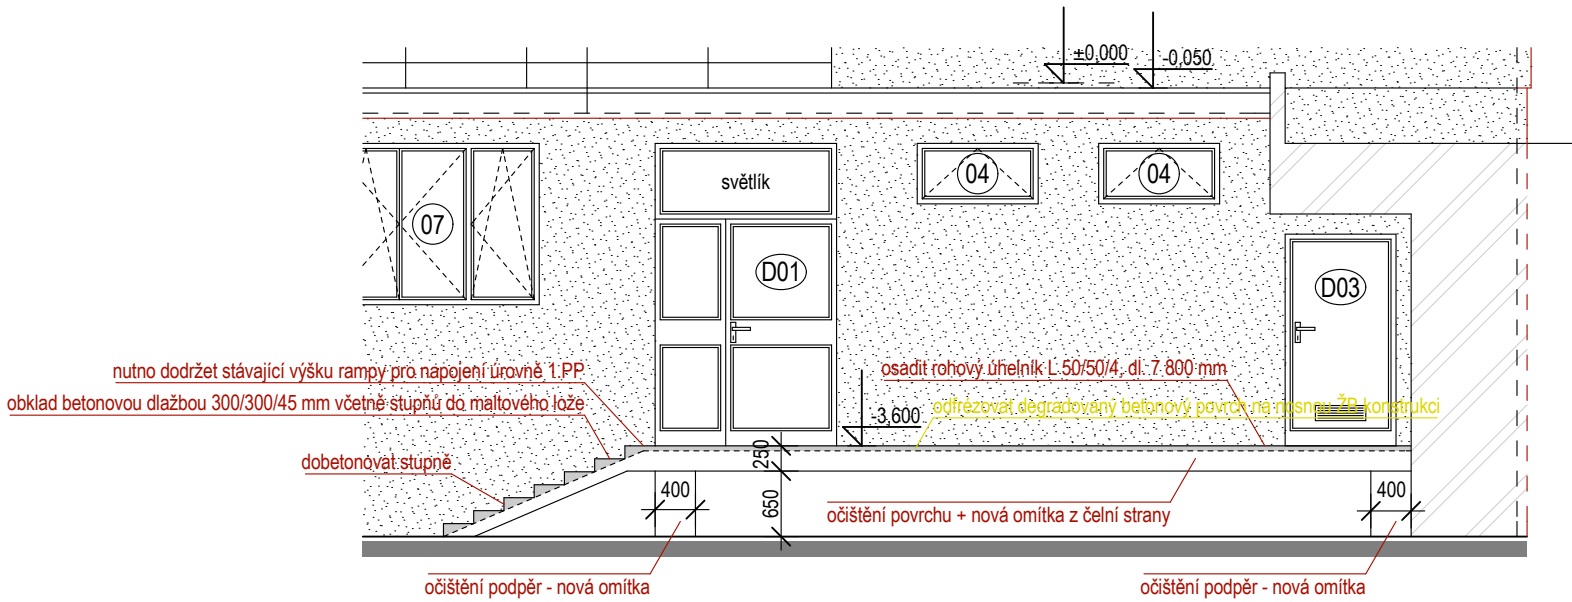 ±0,000
-0,050
světlík
04
04
07
D01
D03
nutno dodržet stávající výšku rampy pro napojení úrovně 1.PP
osadit rohový úhelník L 50/50/4, dl. 7 800 mm
obklad betonovou dlažbou 300/300/45 mm včetně stupňů do maltového lože
odfrézovat degradovaný betonový povrch na nosnou ŽB konstrukci
-3,600
dobetonovat stupně
250
400
650
400
očištění povrchu + nová omítka z čelní strany
očištění podpěr - nová omítka
očištění podpěr - nová omítka